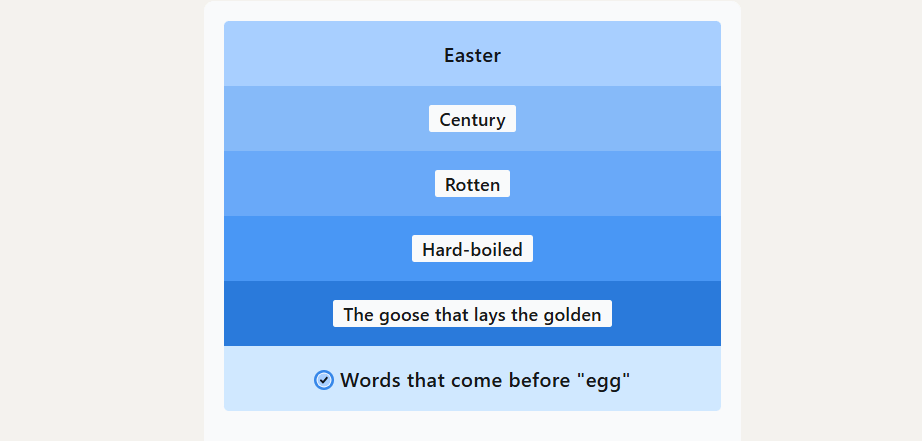 Easter
Century
Rotten
Hard-boiled
The goose that lays the golden
Words that come before "egg"